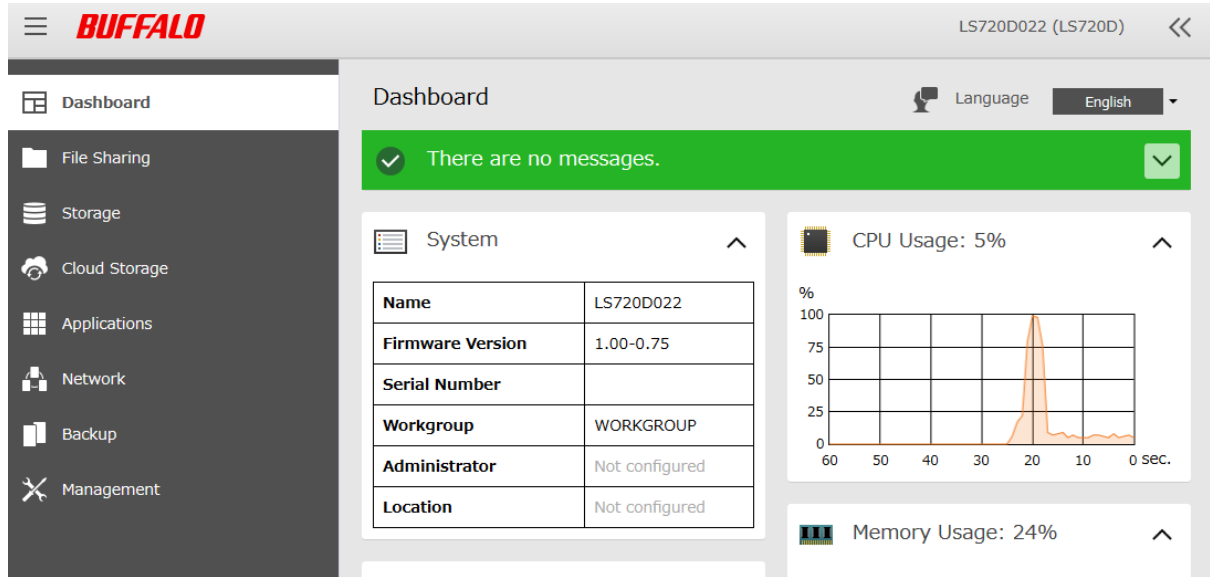 BUFFALO
LS720D022 (LS720D)
Dashboard
File Sharing
Storage
Cloud Storage
Applications
Network
Backup
Management
Dashboard
Language English
There are no messages.
System
Name LS720D022
Firmware Version 1.00-0.75
Serial Number
Workgroup WORKGROUP
Administrator Not configured
Location Not configured
CPU Usage: 5%
%
100
75
50
25
0
60 50 40 30 20 10 0 sec.
Memory Usage: 24%